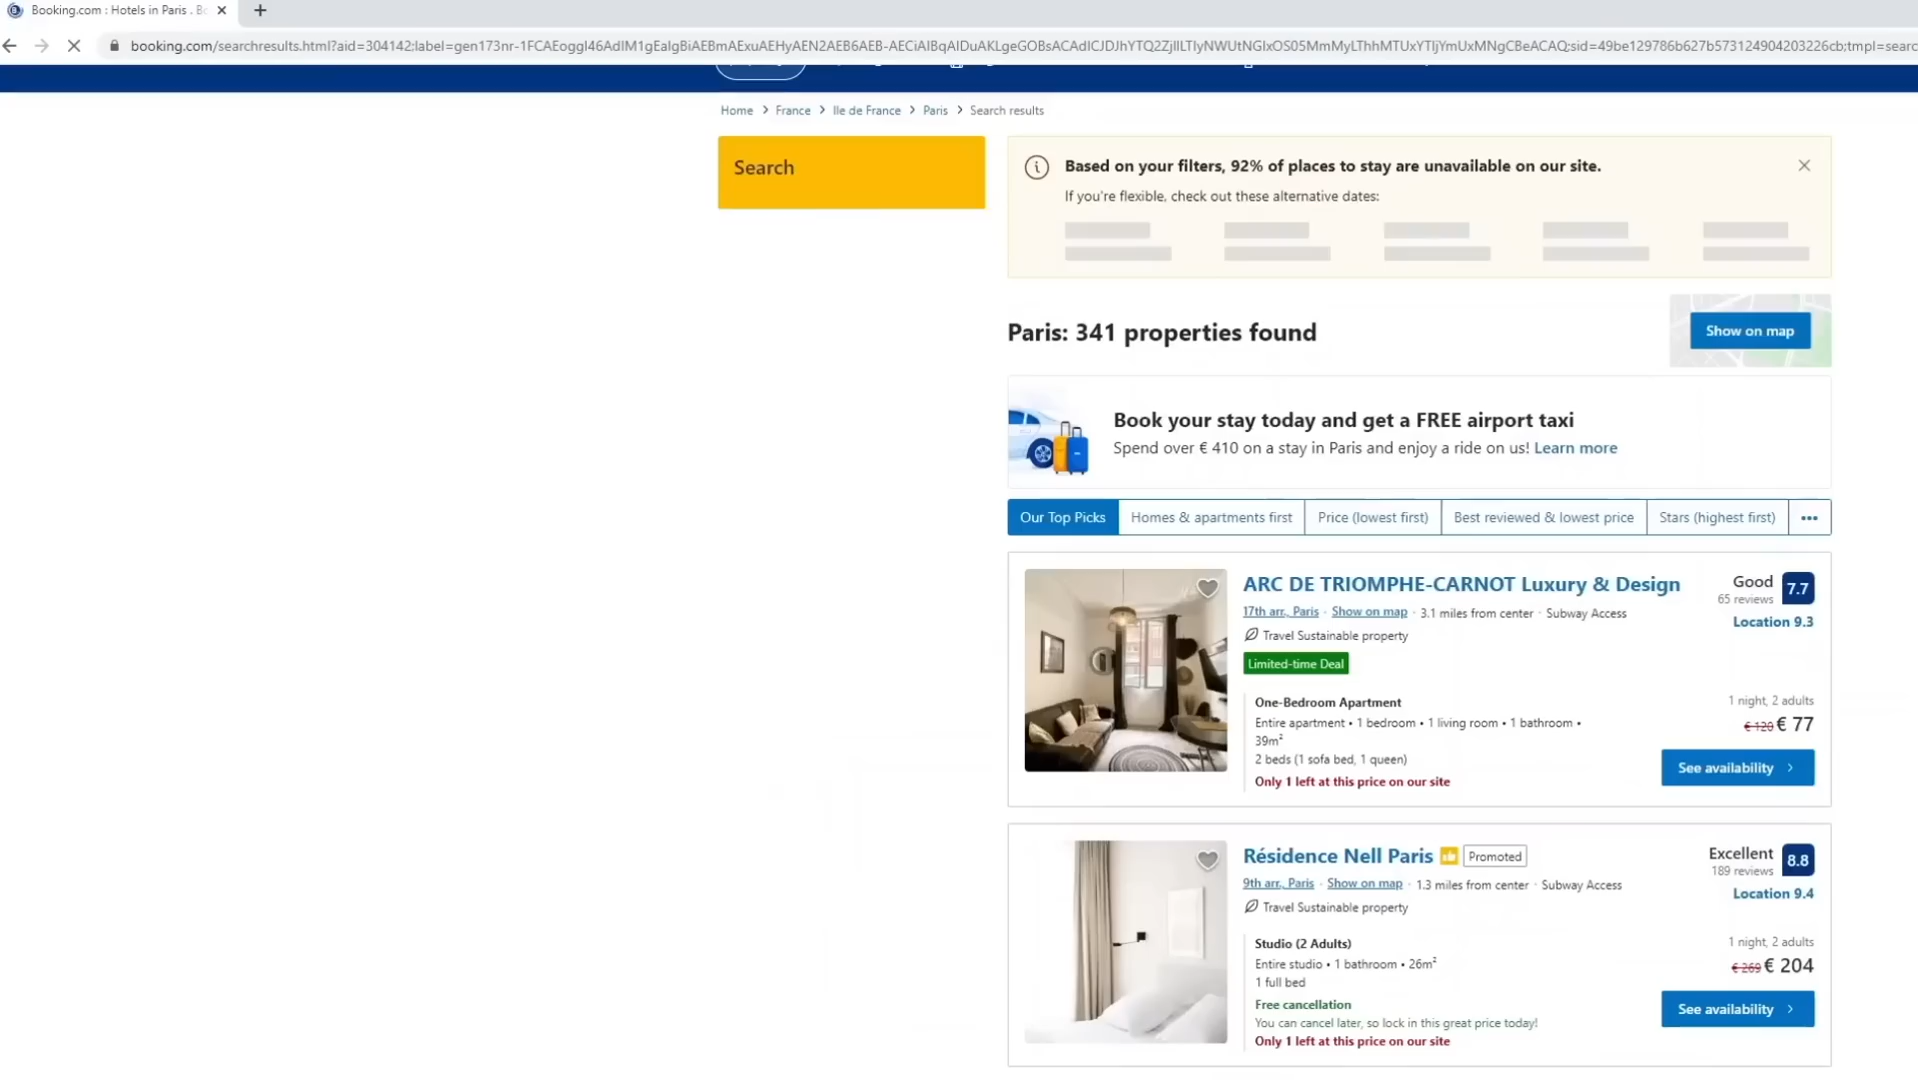 Booking.com : Hotels in Paris . Bo
booking.com/searchresults.html?aid=304142;label=gen173nr-1FCAEoggI46AdIM1gEaIgBiAEBmAExuAEHyAEN2AEB6AEB-AECiAIBqAIDuAKLgeGOBsACAdICJDJhYTQ2ZjllLTIyNWUtNGIxOS05MmMyLThhMTUxYTljYmUxMNgCBeACAQ;sid=49be129786b627b573124904203226cb;tmpl=searc
Home > France > Ile de France > Paris > Search results
Search
Based on your filters, 92% of places to stay are unavailable on our site.
If you're flexible, check out these alternative dates:
Paris: 341 properties found
Show on map
Book your stay today and get a FREE airport taxi
Spend over € 410 on a stay in Paris and enjoy a ride on us! Learn more
Our Top Picks Homes & apartments first Price (lowest first) Best reviewed & lowest price Stars (highest first) •••
ARC DE TRIOMPHE-CARNOT Luxury & Design
Good 7.7
65 reviews
17th arr., Paris · Show on map · 3.1 miles from center · Subway Access
Location 9.3
Travel Sustainable property
Limited-time Deal
One-Bedroom Apartment
1 night, 2 adults
Entire apartment • 1 bedroom • 1 living room • 1 bathroom •
39m²
€ 120 € 77
2 beds (1 sofa bed, 1 queen)
See availability
Only 1 left at this price on our site
Résidence Nell Paris Promoted
Excellent 8.8
189 reviews
9th arr., Paris · Show on map · 1.3 miles from center · Subway Access
Location 9.4
Travel Sustainable property
Studio (2 Adults)
1 night, 2 adults
Entire studio • 1 bathroom • 26m²
€ 269 € 204
1 full bed
Free cancellation
See availability
You can cancel later, so lock in this great price today!
Only 1 left at this price on our site